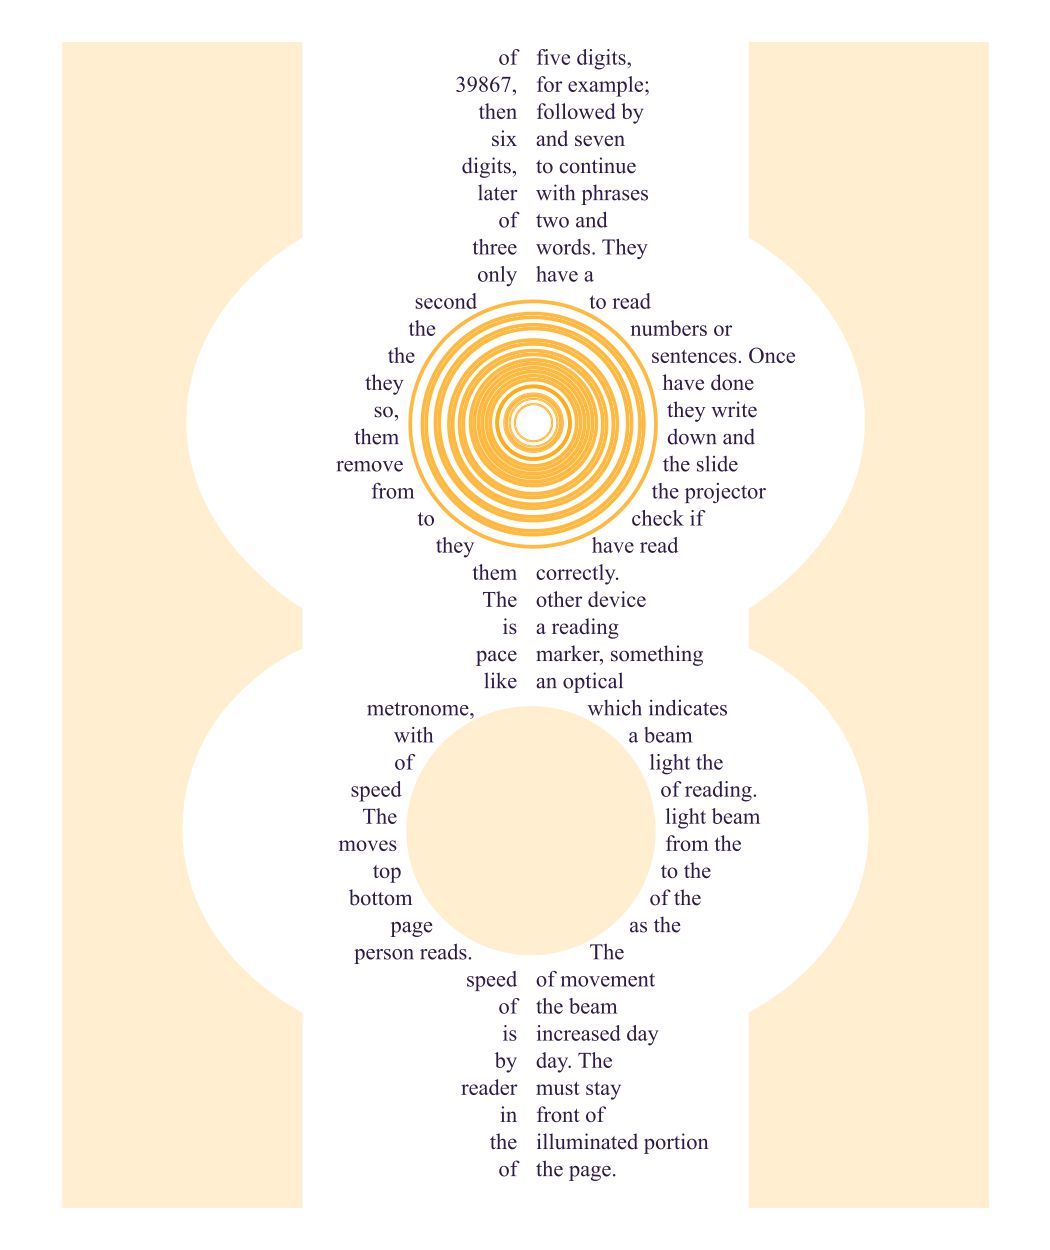 of five digits,
39867, for example;
then followed by
six and seven
digits, to continue
later with phrases
of two and
three words. They
only have a
second to read
the numbers or
the sentences. Once
they have done
so, they write
them down and
remove the slide
from the projector
to check if
they have read
them correctly.
The other device
is a reading
pace marker, something
like an optical
metronome, which indicates
with a beam
of light the
speed of reading.
The light beam
moves from the
top to the
bottom of the
page as the
person reads. The
speed of movement
of the beam
is increased day
by day. The
reader must stay
in front of
the illuminated portion
of the page.